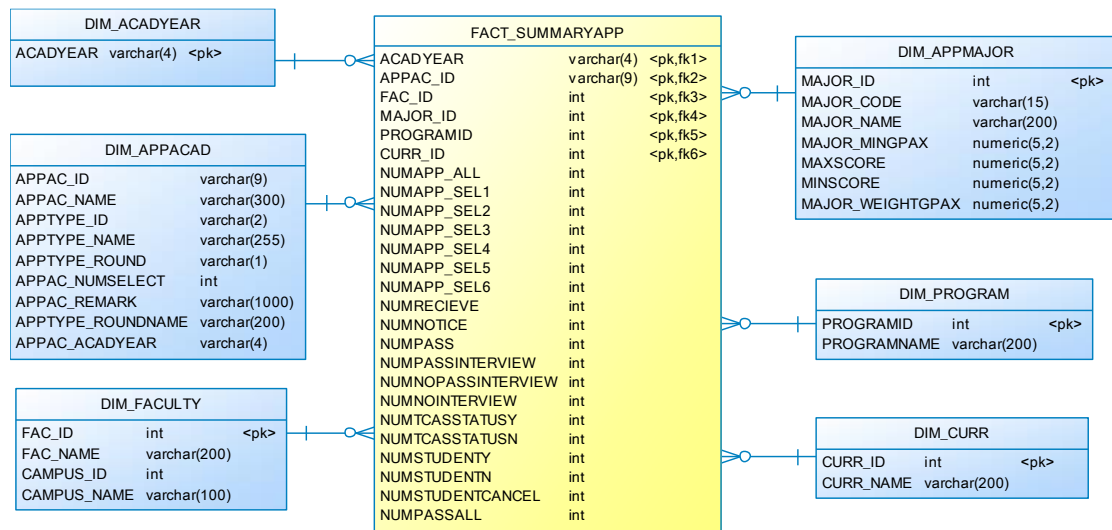 DIM_ACADYEAR
ACADYEAR varchar(4) <pk>
DIM_APPACAD
APPAC_ID varchar(9)
APPAC_NAME varchar(300)
APPTYPE_ID varchar(2)
APPTYPE_NAME varchar(255)
APPTYPE_ROUND varchar(1)
APPAC_NUMSELECT int
APPAC_REMARK varchar(1000)
APPTYPE_ROUNDNAME varchar(200)
APPAC_ACADYEAR varchar(4)
DIM_FACULTY
FAC_ID int <pk>
FAC_NAME varchar(200)
CAMPUS_ID int
CAMPUS_NAME varchar(100)
FACT_SUMMARYAPP
ACADYEAR varchar(4) <pk,fk1>
APPAC_ID varchar(9) <pk,fk2>
FAC_ID int <pk,fk3>
MAJOR_ID int <pk,fk4>
PROGRAMID int <pk,fk5>
CURR_ID int <pk,fk6>
NUMAPP_ALL int
NUMAPP_SEL1 int
NUMAPP_SEL2 int
NUMAPP_SEL3 int
NUMAPP_SEL4 int
NUMAPP_SEL5 int
NUMAPP_SEL6 int
NUMRECIEVE int
NUMNOTICE int
NUMPASS int
NUMPASSINTERVIEW int
NUMNOPASSINTERVIEW int
NUMNOINTERVIEW int
NUMTCASSTATUSY int
NUMTCASSTATUSN int
NUMSTUDENTY int
NUMSTUDENTN int
NUMSTUDENTCANCEL int
NUMPASSALL int
DIM_APPMAJOR
MAJOR_ID int <pk>
MAJOR_CODE varchar(15)
MAJOR_NAME varchar(200)
MAJOR_MINGPAX numeric(5,2)
MAXSCORE numeric(5,2)
MINSCORE numeric(5,2)
MAJOR_WEIGHTGPAX numeric(5,2)
DIM_PROGRAM
PROGRAMID int <pk>
PROGRAMNAME varchar(200)
DIM_CURR
CURR_ID int <pk>
CURR_NAME varchar(200)